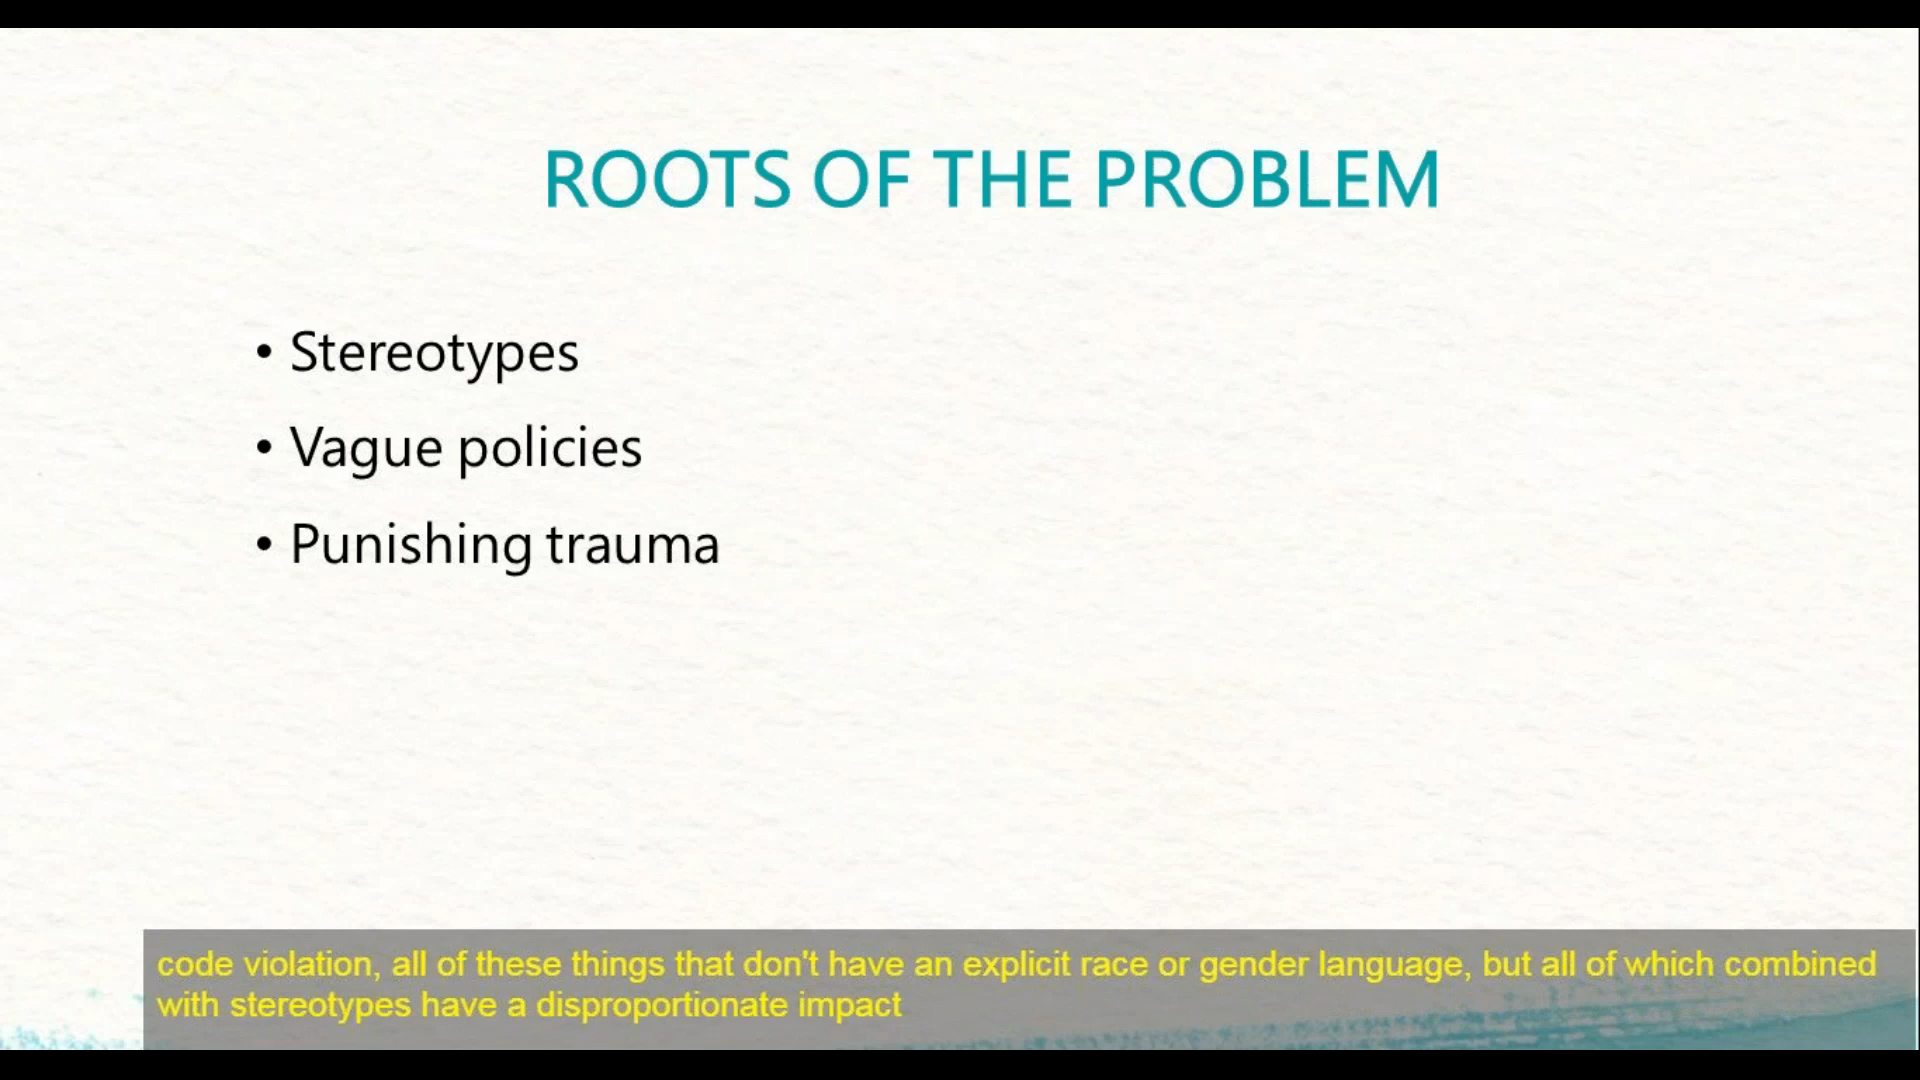 ROOTS OF THE PROBLEM
• Stereotypes
• Vague policies
• Punishing trauma
code violation, all of these things that don't have an explicit race or gender language, but all of which combined
with stereotypes have a disproportionate impact